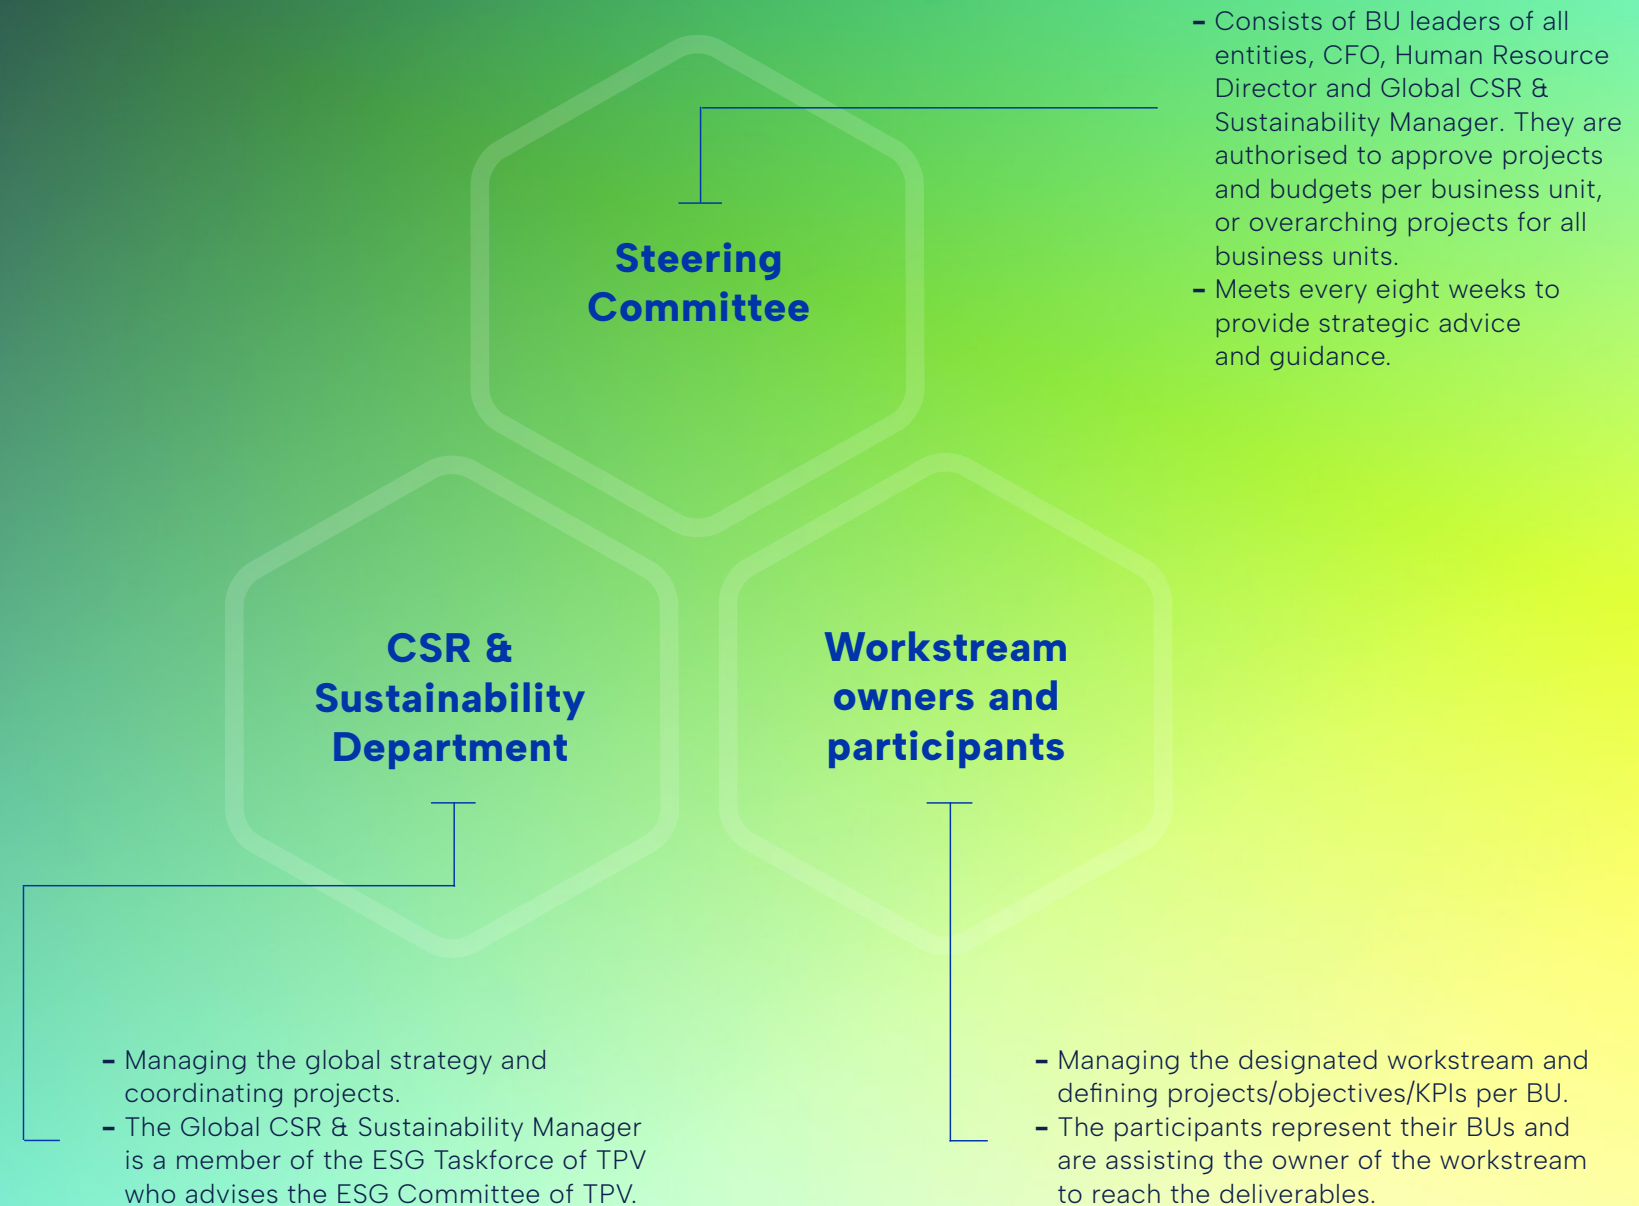 - Consists of BU leaders of all
entities, CFO, Human Resource
Director and Global CSR &
Sustainability Manager. They are
authorised to approve projects
and budgets per business unit,
or overarching projects for all
business units.
- Meets every eight weeks to
provide strategic advice
and guidance.
Steering
Committee
CSR &
Sustainability
Department
Workstream
owners and
participants
- Managing the global strategy and
coordinating projects.
- The Global CSR & Sustainability Manager
is a member of the ESG Taskforce of TPV
who advises the ESG Committee of TPV.
- Managing the designated workstream and
defining projects/objectives/KPIs per BU.
- The participants represent their BUs and
are assisting the owner of the workstream
to reach the deliverables.